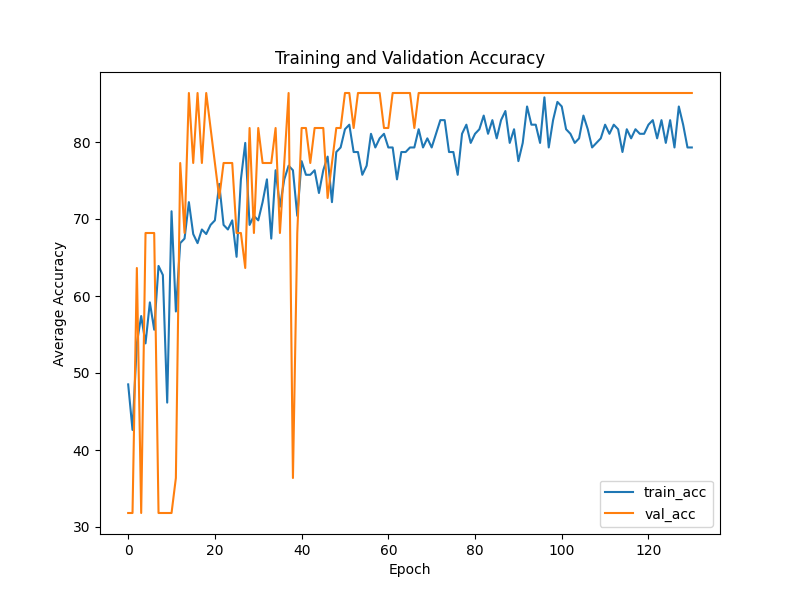 Training and Validation Accuracy
Average Accuracy
80
70
60
50
40
30
0 20 40 60 80 100 120
Epoch
train_acc
val_acc